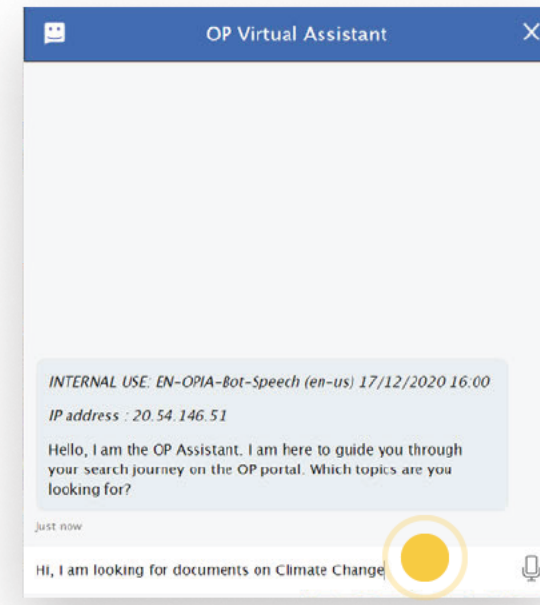 OP Virtual Assistant
INTERNAL USE: EN-OPIA-Bot-Speech (en-us) 17/12/2020 16:00
IP address : 20.54.146.51
Hello, I am the OP Assistant. I am here to guide you through
your search journey on the OP portal. Which topics are you
looking for?
Just now
Hi, I am looking for documents on Climate Change